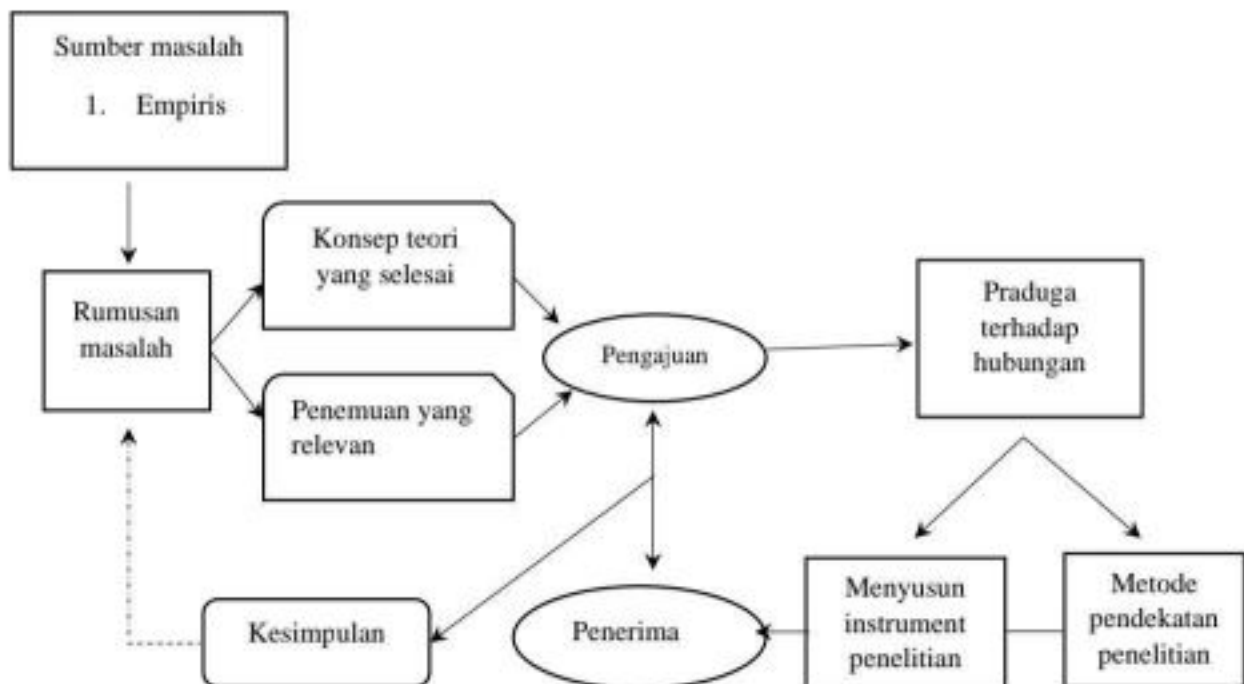 Sumber masalah
1. Empiris
Rumusan
masalah
Konsep teori
yang selesai
Penemuan yang
relevan
Pengajuan
Praduga
terhadap
hubungan
Menyusun
instrument
penelitian
Metode
pendekatan
penelitian
Penerima
Kesimpulan